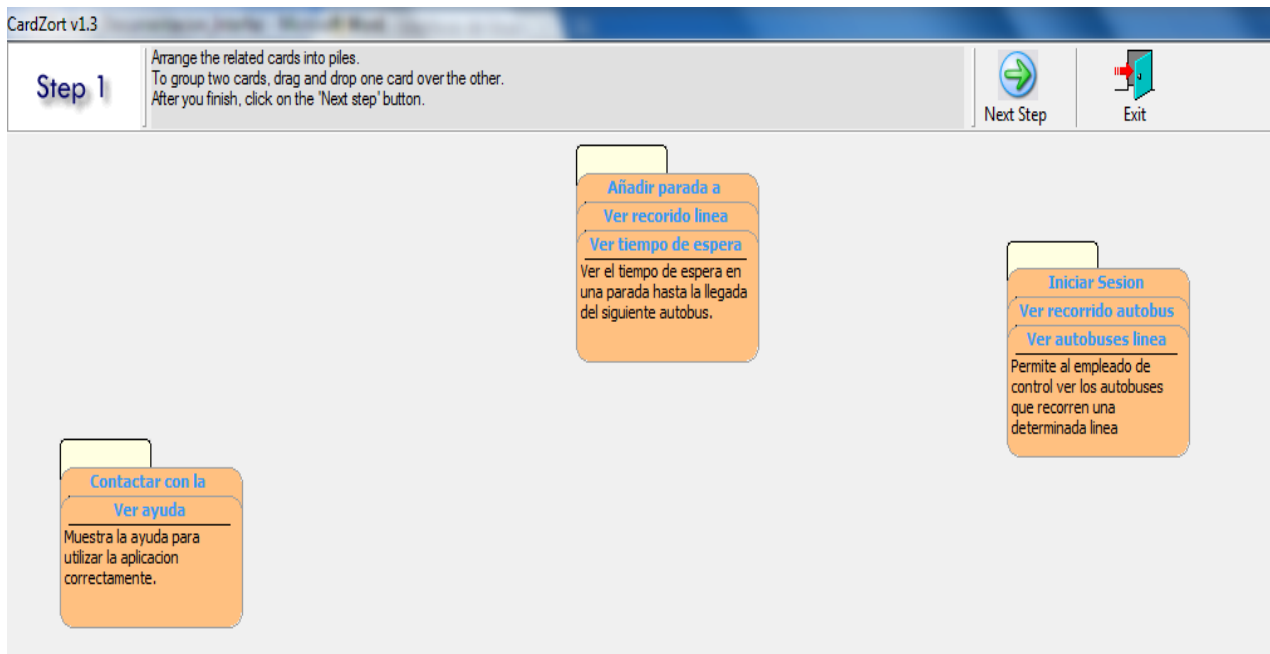 CardZort v1.3
Step 1
Arrange the related cards into piles.
To group two cards, drag and drop one card over the other.
After you finish, click on the 'Next step' button.
Next Step
Exit
Añadir parada a
Ver recorido linea
Ver tiempo de espera
Ver el tiempo de espera en
una parada hasta la llegada
del siguiente autobus.
Iniciar Sesion
Ver recorrido autobus
Ver autobuses linea
Permite al empleado de
control ver los autobuses
que recorren una
determinada linea
Contactar con la
Ver ayuda
Muestra la ayuda para
utilizar la aplicacion
correctamente.